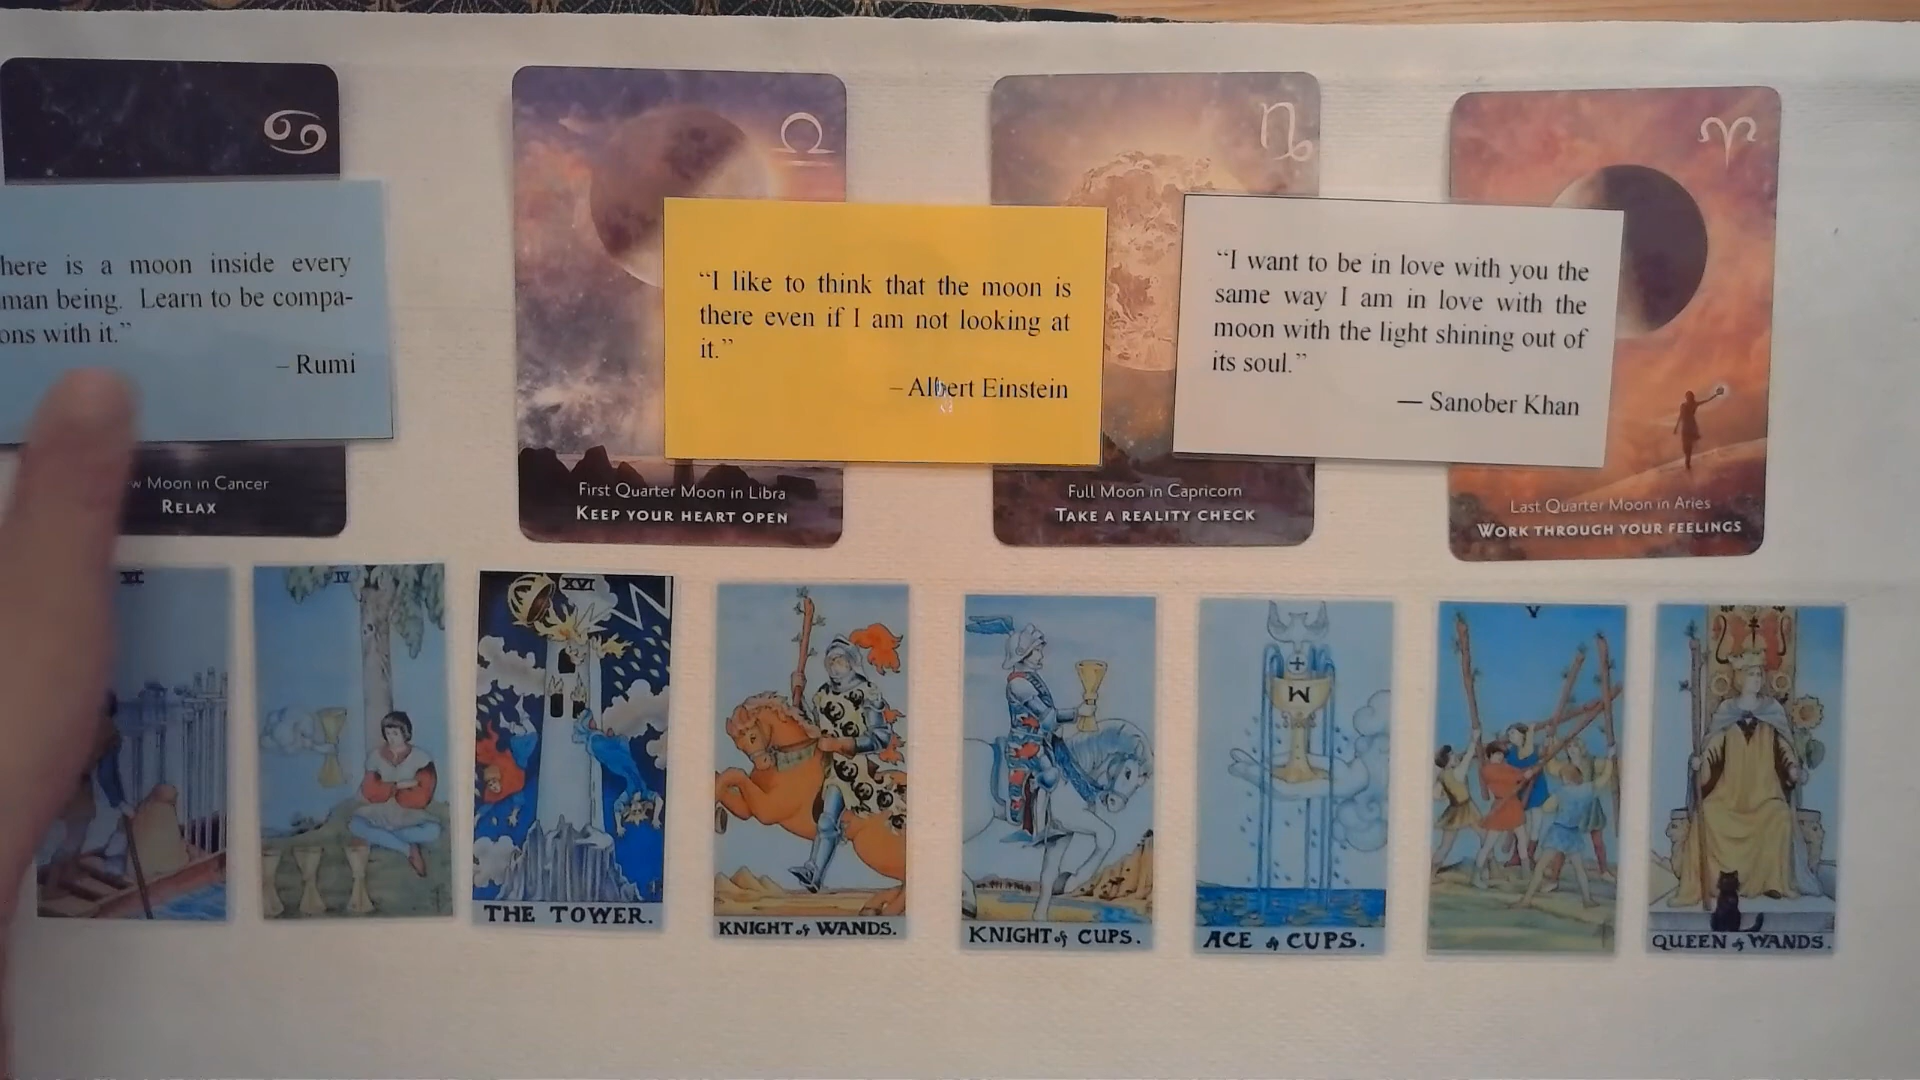 here is a moon inside every
man being. Learn to be compa-
ons with it.”
– Rumi
w Moon in Cancer
RELAX
“I like to think that the moon is
there even if I am not looking at
it.”
– Albert Einstein
First Quarter Moon in Libra
KEEP YOUR HEART OPEN
Full Moon in Capricorn
TAKE A REALITY CHECK
“I want to be in love with you the
same way I am in love with the
moon with the light shining out of
its soul.”
— Sanober Khan
Last Quarter Moon in Aries
WORK THROUGH YOUR FEELINGS
VI
IV
XVI
THE TOWER.
KNIGHT of WANDS.
KNIGHT of CUPS.
W
ACE of CUPS.
V
QUEEN of WANDS.